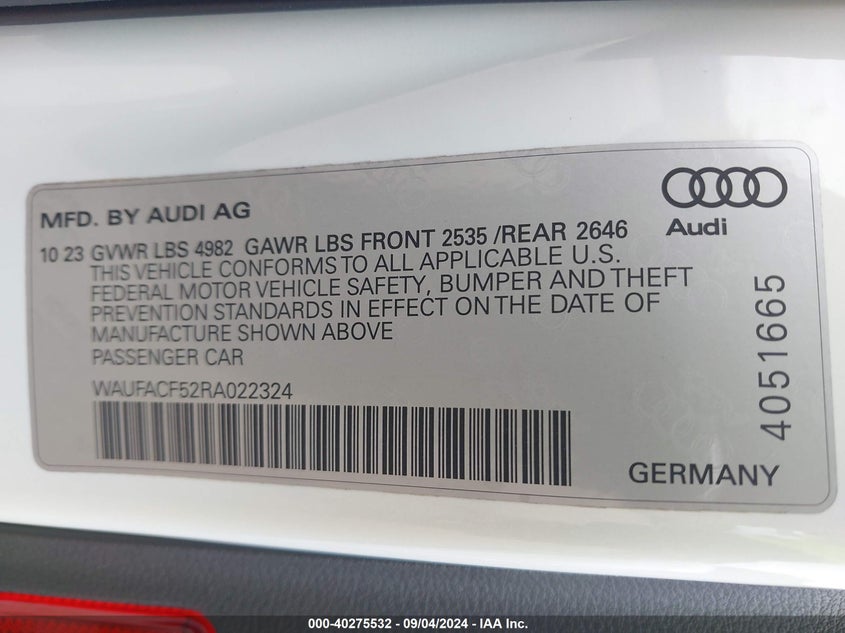 MFD. BY AUDI AG
Audi
10 23 GVWR LBS 4982 GAWR LBS FRONT 2535 /REAR 2646
THIS VEHICLE CONFORMS TO ALL APPLICABLE U.S.
FEDERAL MOTOR VEHICLE SAFETY, BUMPER AND THEFT
PREVENTION STANDARDS IN EFFECT ON THE DATE OF
MANUFACTURE SHOWN ABOVE
PASSENGER CAR
WAUFACF52RA022324
4051665
GERMANY
000-40275532 - 09/04/2024 - IAA Inc.